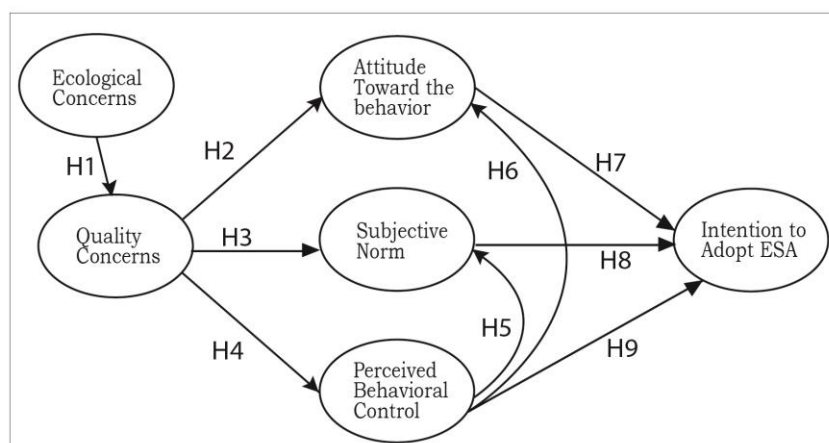 Ecological
Concerns
H1
Quality
Concerns
H2
H3
H4
Attitude
Toward the
behavior
Subjective
Norm
Perceived
Behavioral
Control
H5
H6
H7
H8
H9
Intention to
Adopt ESA